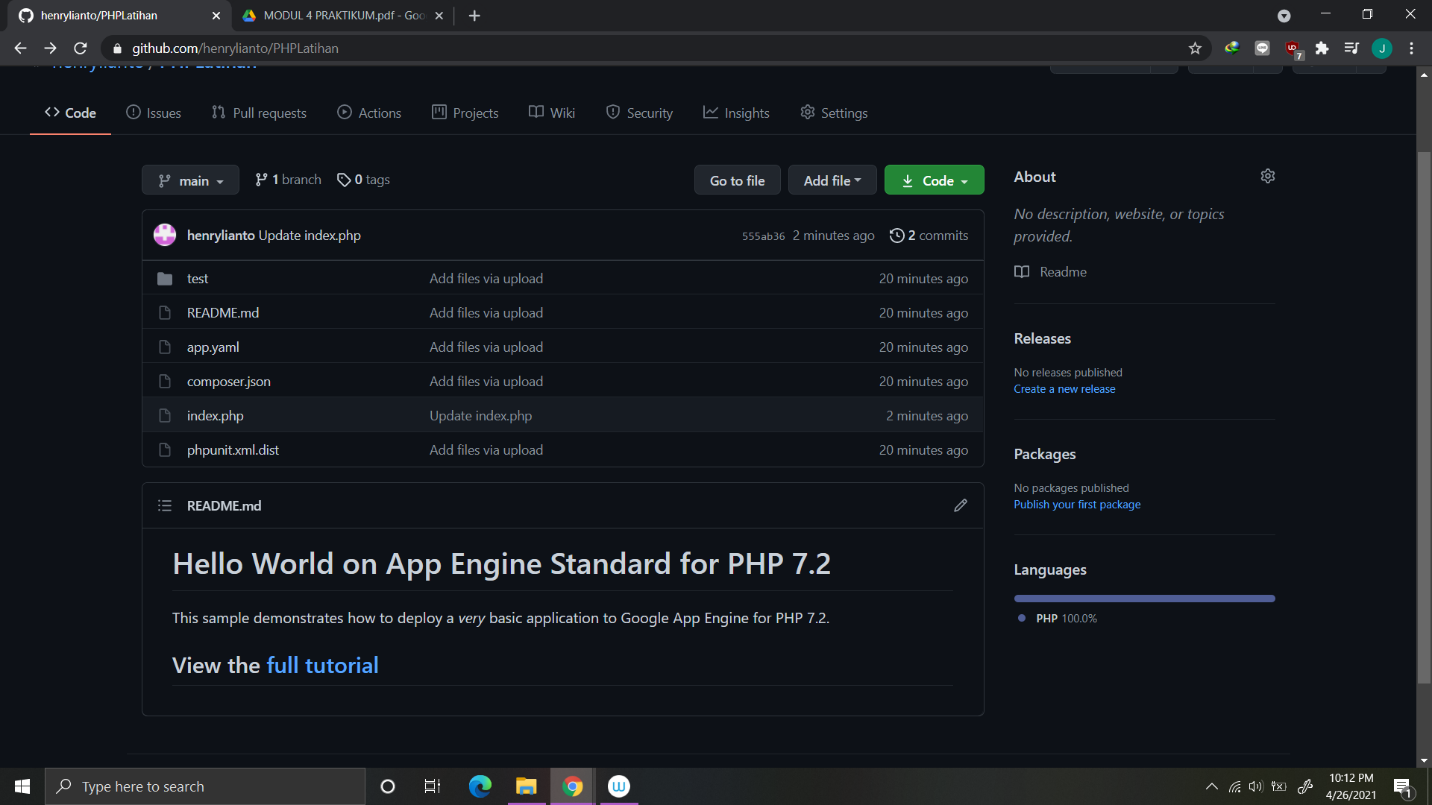 henrylianto/PHPLatihan
MODUL 4 PRAKTIKUM.pdf - Goo
github.com/henrylianto/PHPLatihan
J
7
henrylianto / PHPLatihan
Code
Issues
Pull requests
Actions
Projects
Wiki
Security
Insights
Settings
main
1 branch
0 tags
Go to file
Add file
Code
henrylianto Update index.php
555ab36 2 minutes ago
2 commits
test Add files via upload 20 minutes ago
README.md Add files via upload 20 minutes ago
app.yaml Add files via upload 20 minutes ago
composer.json Add files via upload 20 minutes ago
index.php Update index.php 2 minutes ago
phpunit.xml.dist Add files via upload 20 minutes ago
README.md
Hello World on App Engine Standard for PHP 7.2
This sample demonstrates how to deploy a very basic application to Google App Engine for PHP 7.2.
View the full tutorial
About
No description, website, or topics
provided.
Readme
Releases
No releases published
Create a new release
Packages
No packages published
Publish your first package
Languages
PHP 100.0%
Type here to search
10:12 PM
4/26/2021
1